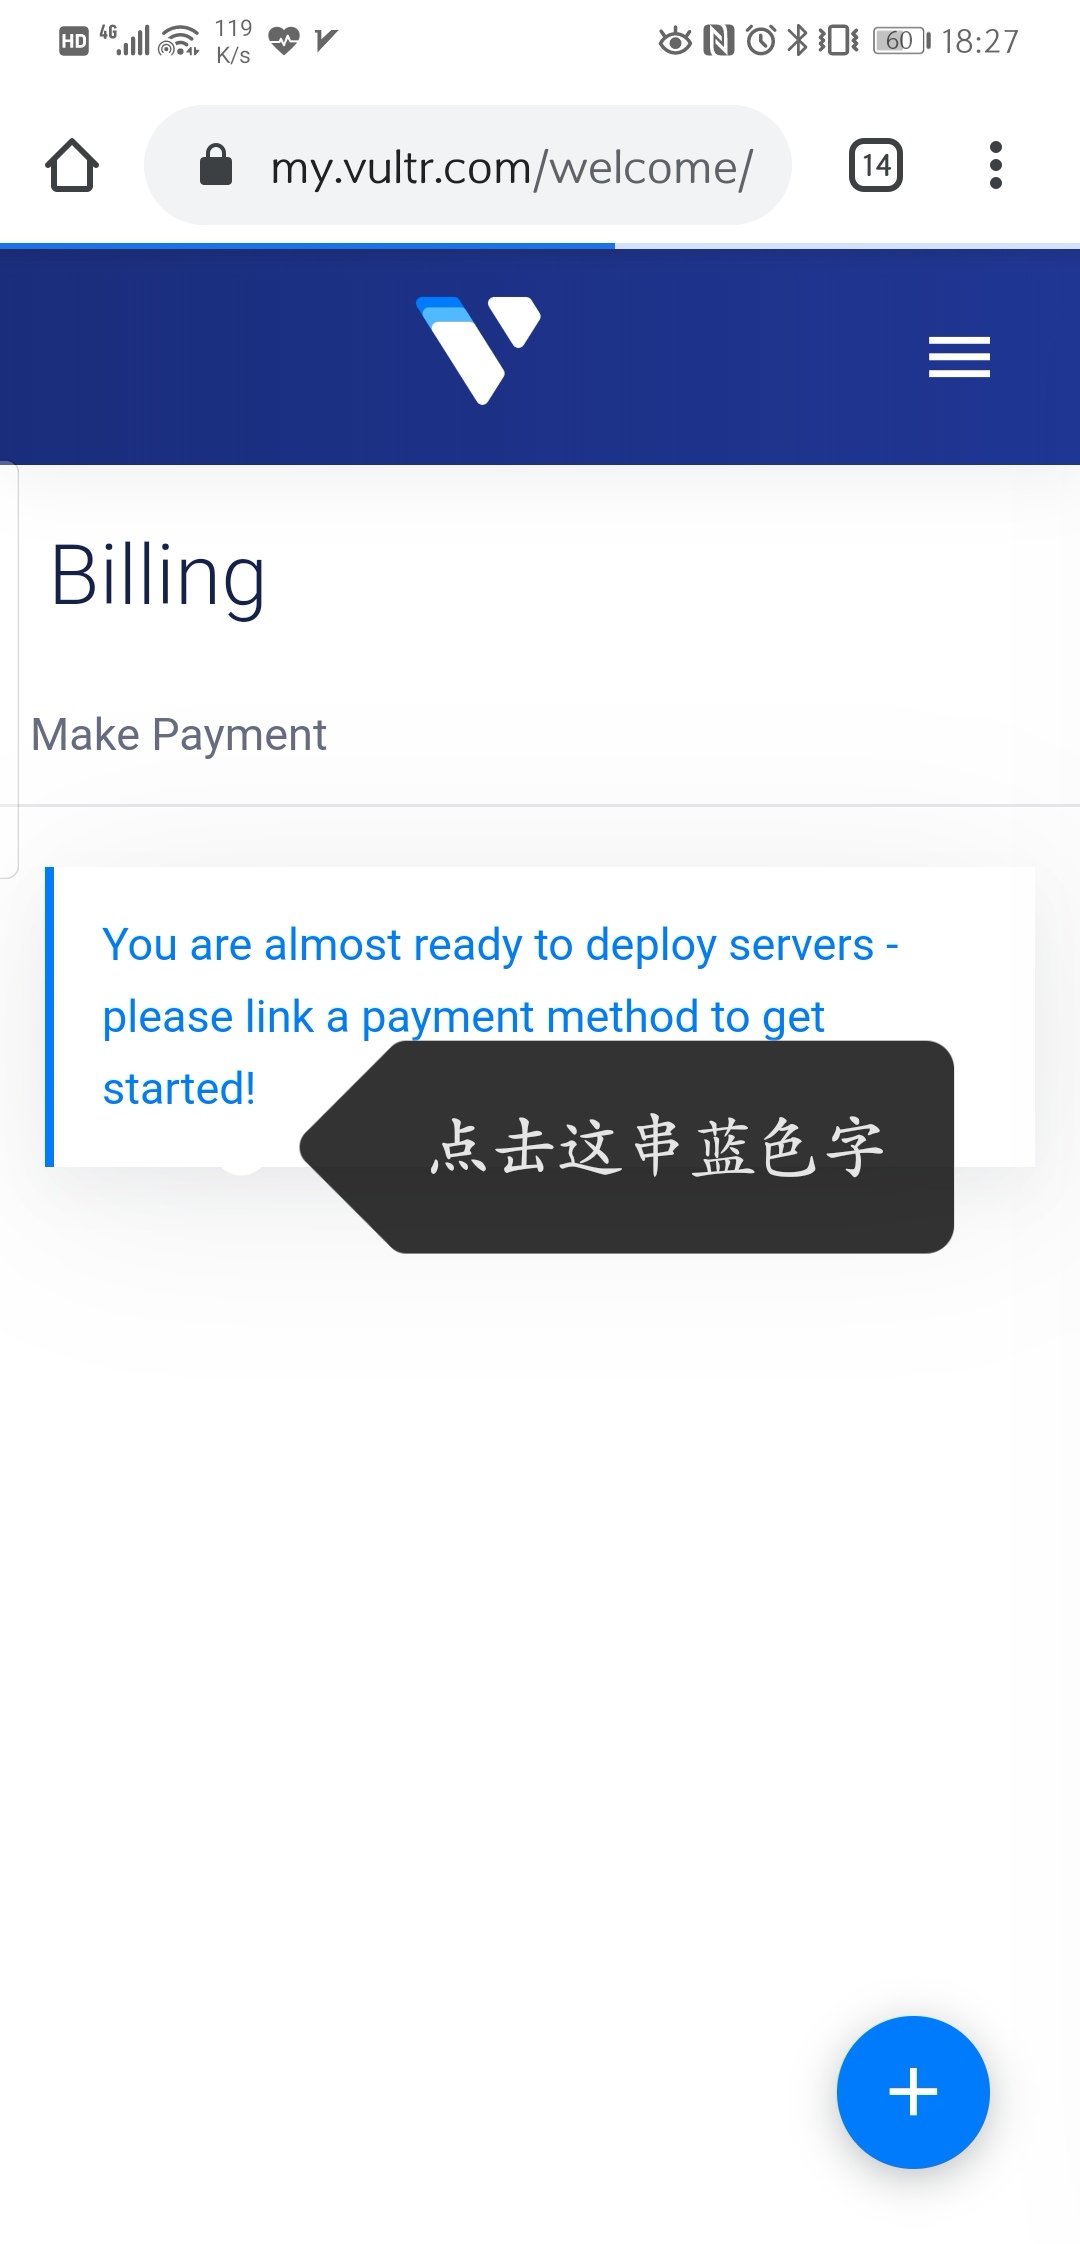 HD 4G 119 K/s 60 18:27
my.vultr.com/welcome/ 14
Billing
Make Payment
You are almost ready to deploy servers -
please link a payment method to get
started!
点击这串蓝色字